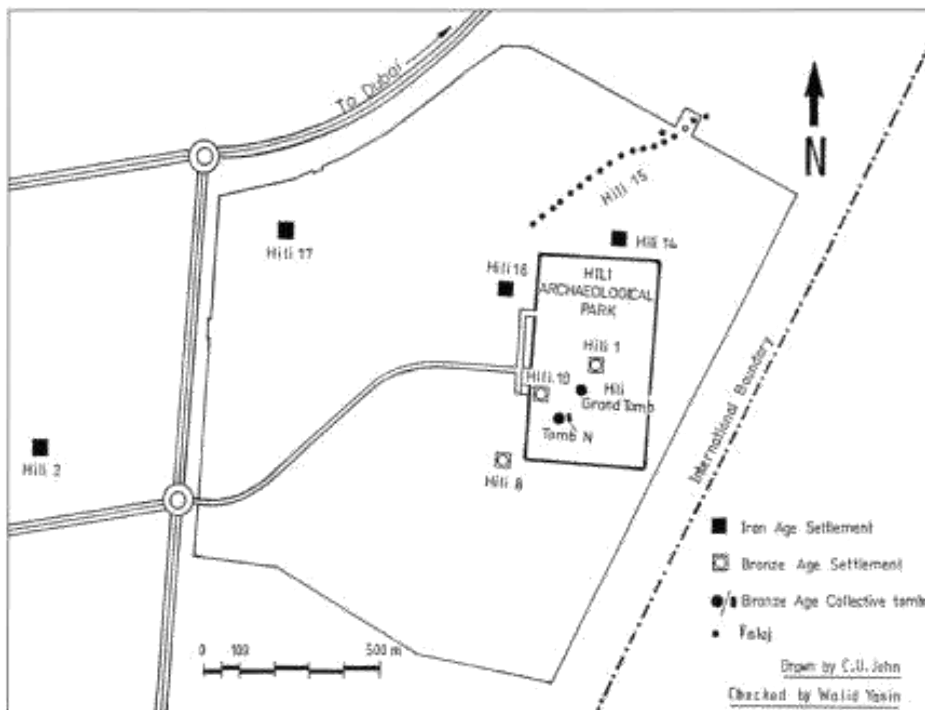 To Dubai
N
Hili 15
Hili 14
Hili 17
Hili 16
HILI
ARCHAEOLOGICAL
PARK
Hili 1
Hili 10
Hili
Grand Tomb
Tomb N
Hili 2
Hili 8
International Boundary
Iron Age Settlement
Bronze Age Settlement
Bronze Age Collective tomb
Falaj
0 100 500 m
Drawn by C.U. John
Checked by Walid Yasin